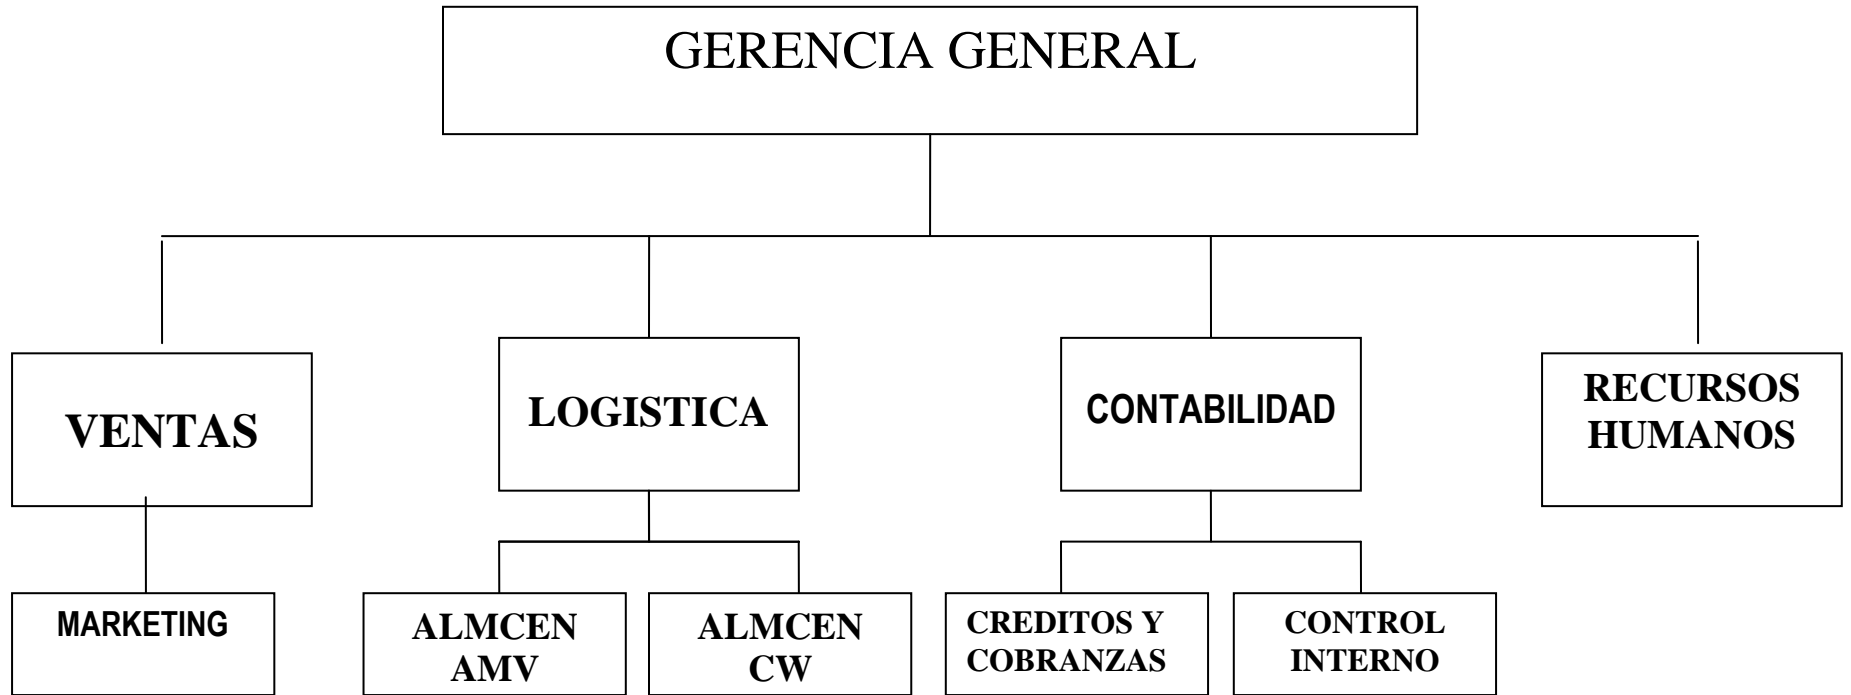 GERENCIA GENERAL
VENTAS
LOGISTICA
CONTABILIDAD
RECURSOS
HUMANOS
MARKETING
ALMCEN
AMV
ALMCEN
CW
CREDITOS Y
COBRANZAS
CONTROL
INTERNO